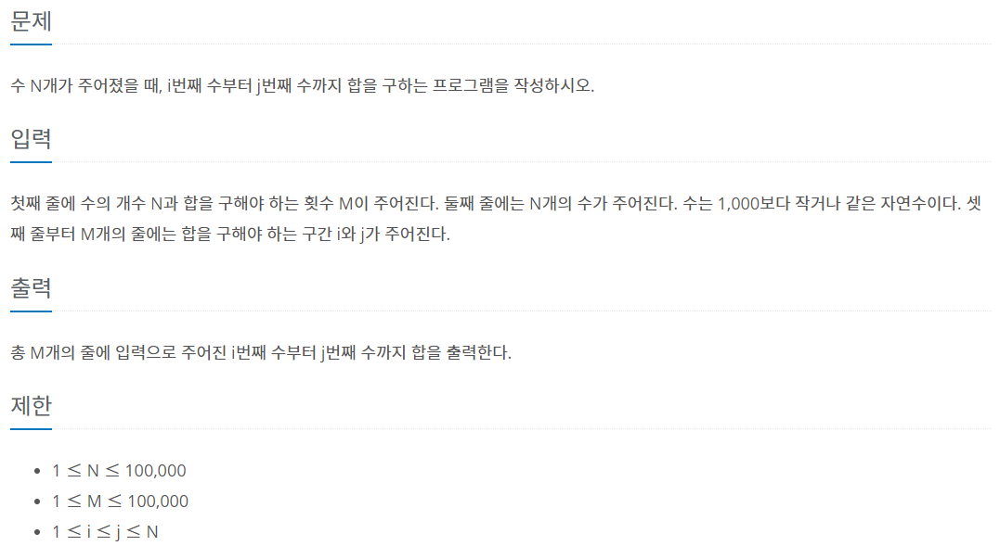 문제
수 N개가 주어졌을 때, i번째 수부터 j번째 수까지 합을 구하는 프로그램을 작성하시오.
입력
첫째 줄에 수의 개수 N과 합을 구해야 하는 횟수 M이 주어진다. 둘째 줄에는 N개의 수가 주어진다. 수는 1,000보다 작거나 같은 자연수이다. 셋
째 줄부터 M개의 줄에는 합을 구해야 하는 구간 i와 j가 주어진다.
출력
총 M개의 줄에 입력으로 주어진 i번째 수부터 j번째 수까지 합을 출력한다.
제한
• 1 ≤ N ≤ 100,000
• 1 ≤ M ≤ 100,000
• 1 ≤ i ≤ j ≤ N